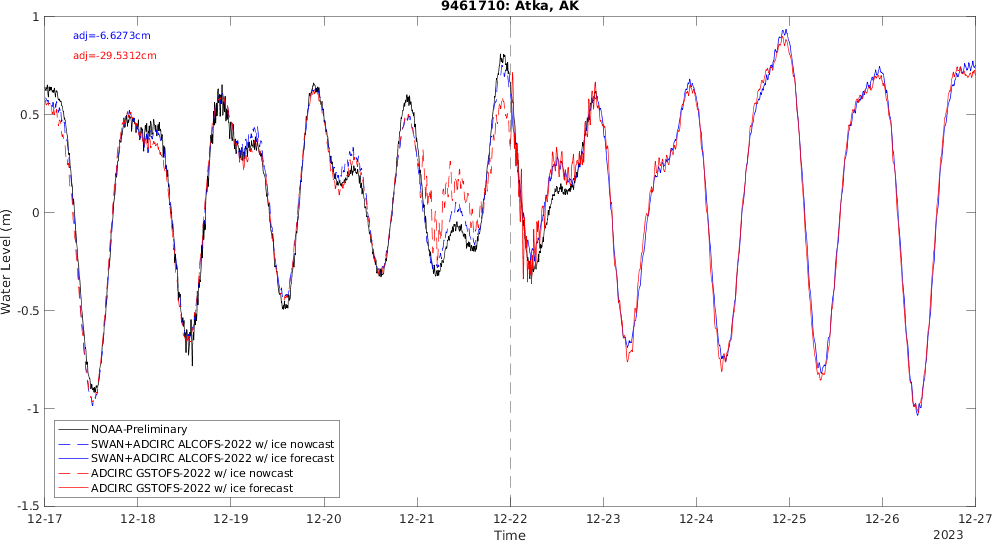 9461710: Atka, AK
adj=-6.6273cm
adj=-29.5312cm
1
0.5
0
-0.5
-1
-1.5
Water Level (m)
NOAA-Preliminary
SWAN+ADCIRC ALCOFS-2022 w/ ice nowcast
SWAN+ADCIRC ALCOFS-2022 w/ ice forecast
ADCIRC GSTOFS-2022 w/ ice nowcast
ADCIRC GSTOFS-2022 w/ ice forecast
12-17 12-18 12-19 12-20 12-21 12-22 12-23 12-24 12-25 12-26 12-27
Time
2023